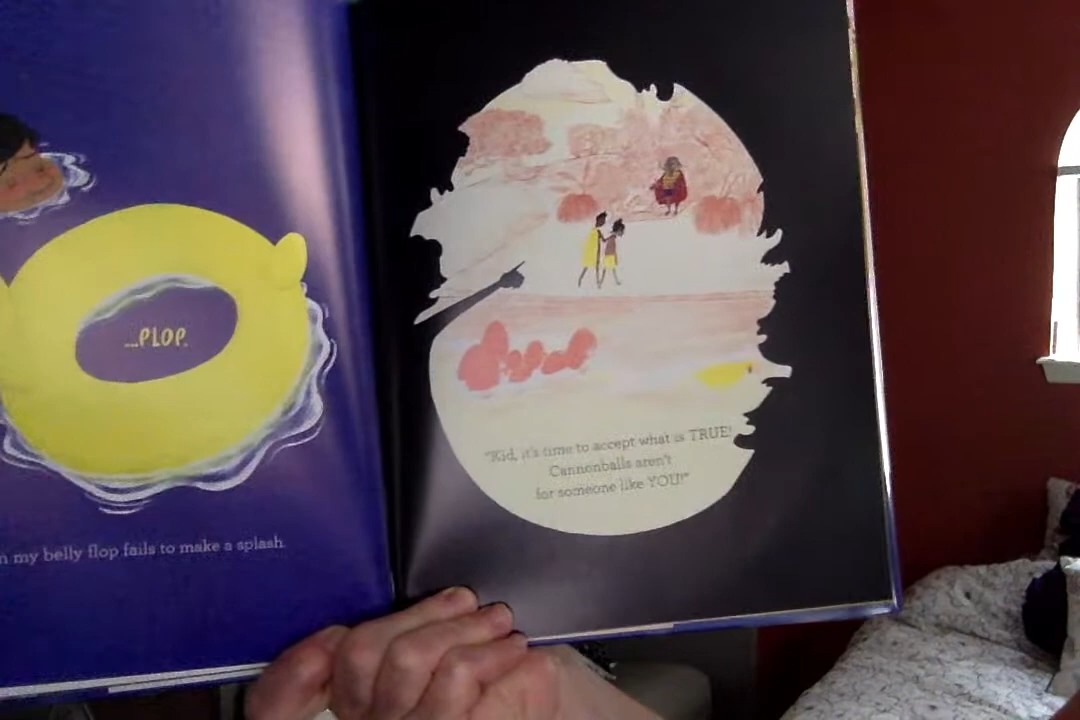 ...PLOP.
my belly flop fails to make a splash.
"Kid, it's time to accept what is TRUE!
Cannonballs aren't
for someone like YOU!"